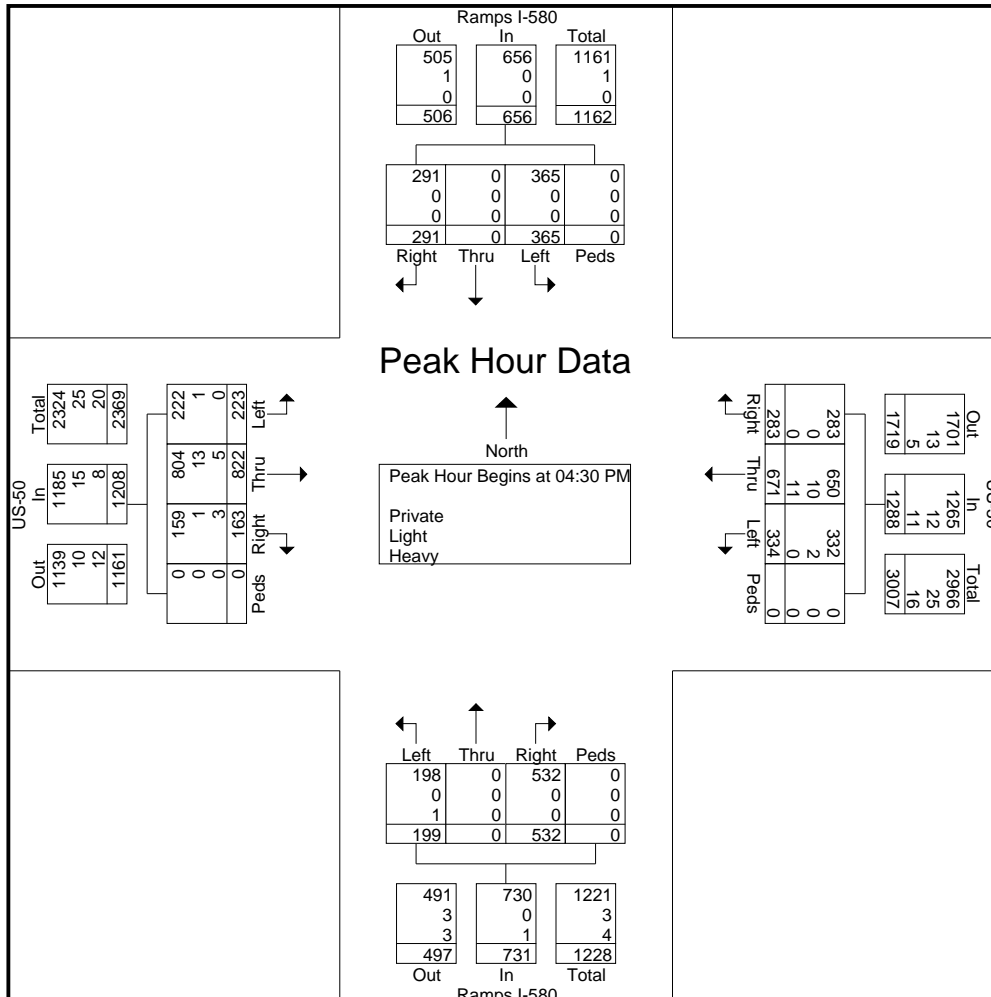 Ramps I-580
Out In Total
505 656 1161
1 0 1
0 0 0
506 656 1162
291 0 365 0
0 0 0 0
0 0 0 0
291 0 365 0
Right Thru Left Peds
Peak Hour Data
North
Peak Hour Begins at 04:30 PM
Private
Light
Heavy
US-50
Out In Total
1139 1185 2324
10 15 25
12 8 20
1161 1208 2369
159 804 222
0 1 13 1
0 3 5 0
0 163 822 223
Peds Right Thru Left
Out In Total
1701 1265 2966
13 12 25
5 11 16
1719 1288 3007
283 650 332 0
0 10 2 0
0 11 0 0
283 671 334 0
Right Thru Left Peds
Left Thru Right Peds
198 0 532 0
0 0 0 0
1 0 0 0
199 0 532 0
491 730 1221
3 0 3
3 1 4
497 731 1228
Out In Total
Ramps I-580